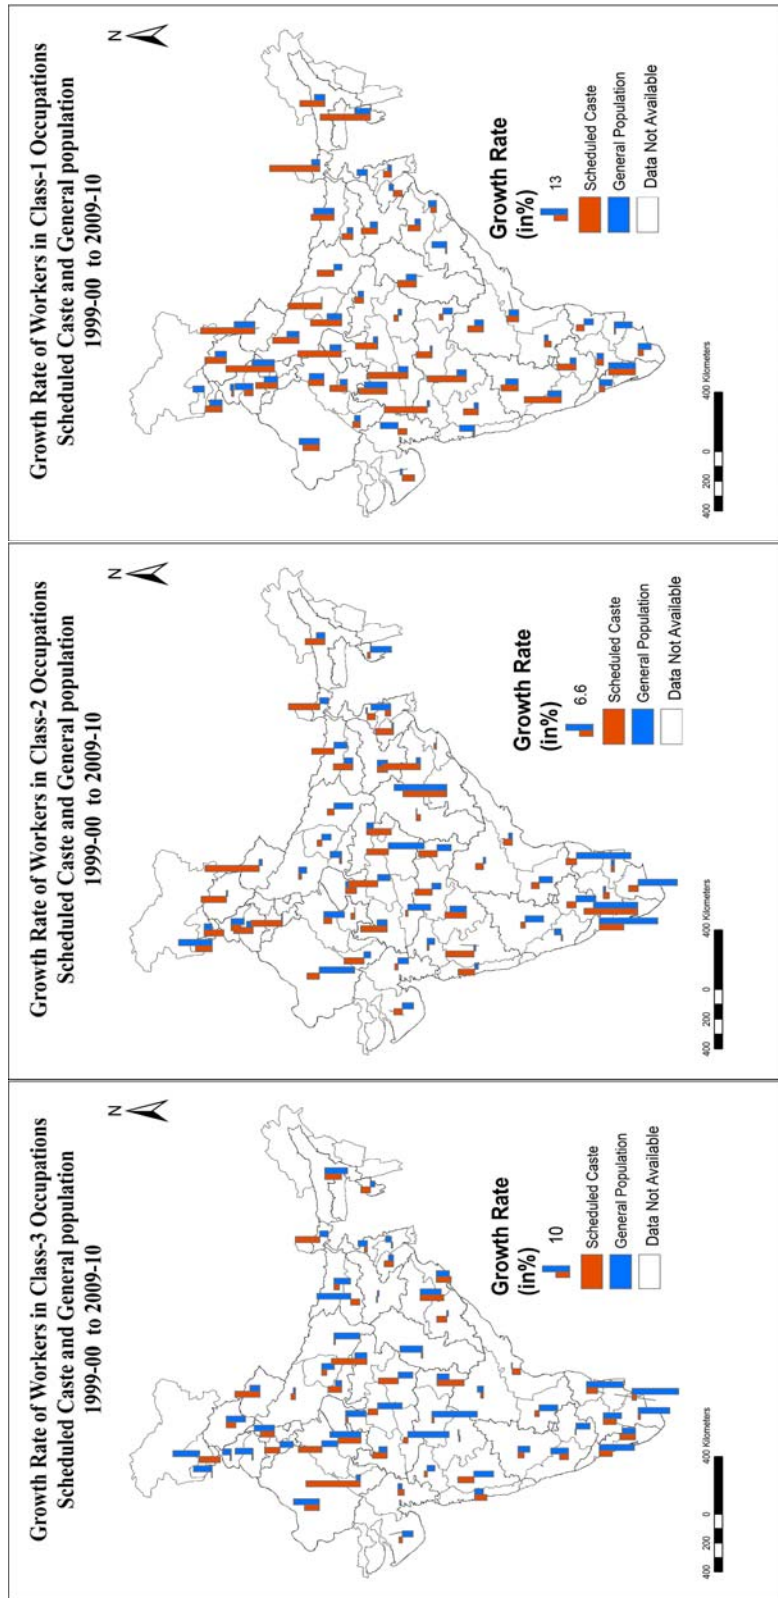 Growth Rate of Workers in Class-1 Occupations
Scheduled Caste and General population
1999-00 to 2009-10
N
Growth Rate
(in%)
13
Scheduled Caste
General Population
Data Not Available
400 200 0 400 Kilometers
Growth Rate of Workers in Class-2 Occupations
Scheduled Caste and General population
1999-00 to 2009-10
N
Growth Rate
(in%)
6.6
Scheduled Caste
General Population
Data Not Available
400 200 0 400 Kilometers
Growth Rate of Workers in Class-3 Occupations
Scheduled Caste and General population
1999-00 to 2009-10
N
Growth Rate
(in%)
10
Scheduled Caste
General Population
Data Not Available
400 200 0 400 Kilometers